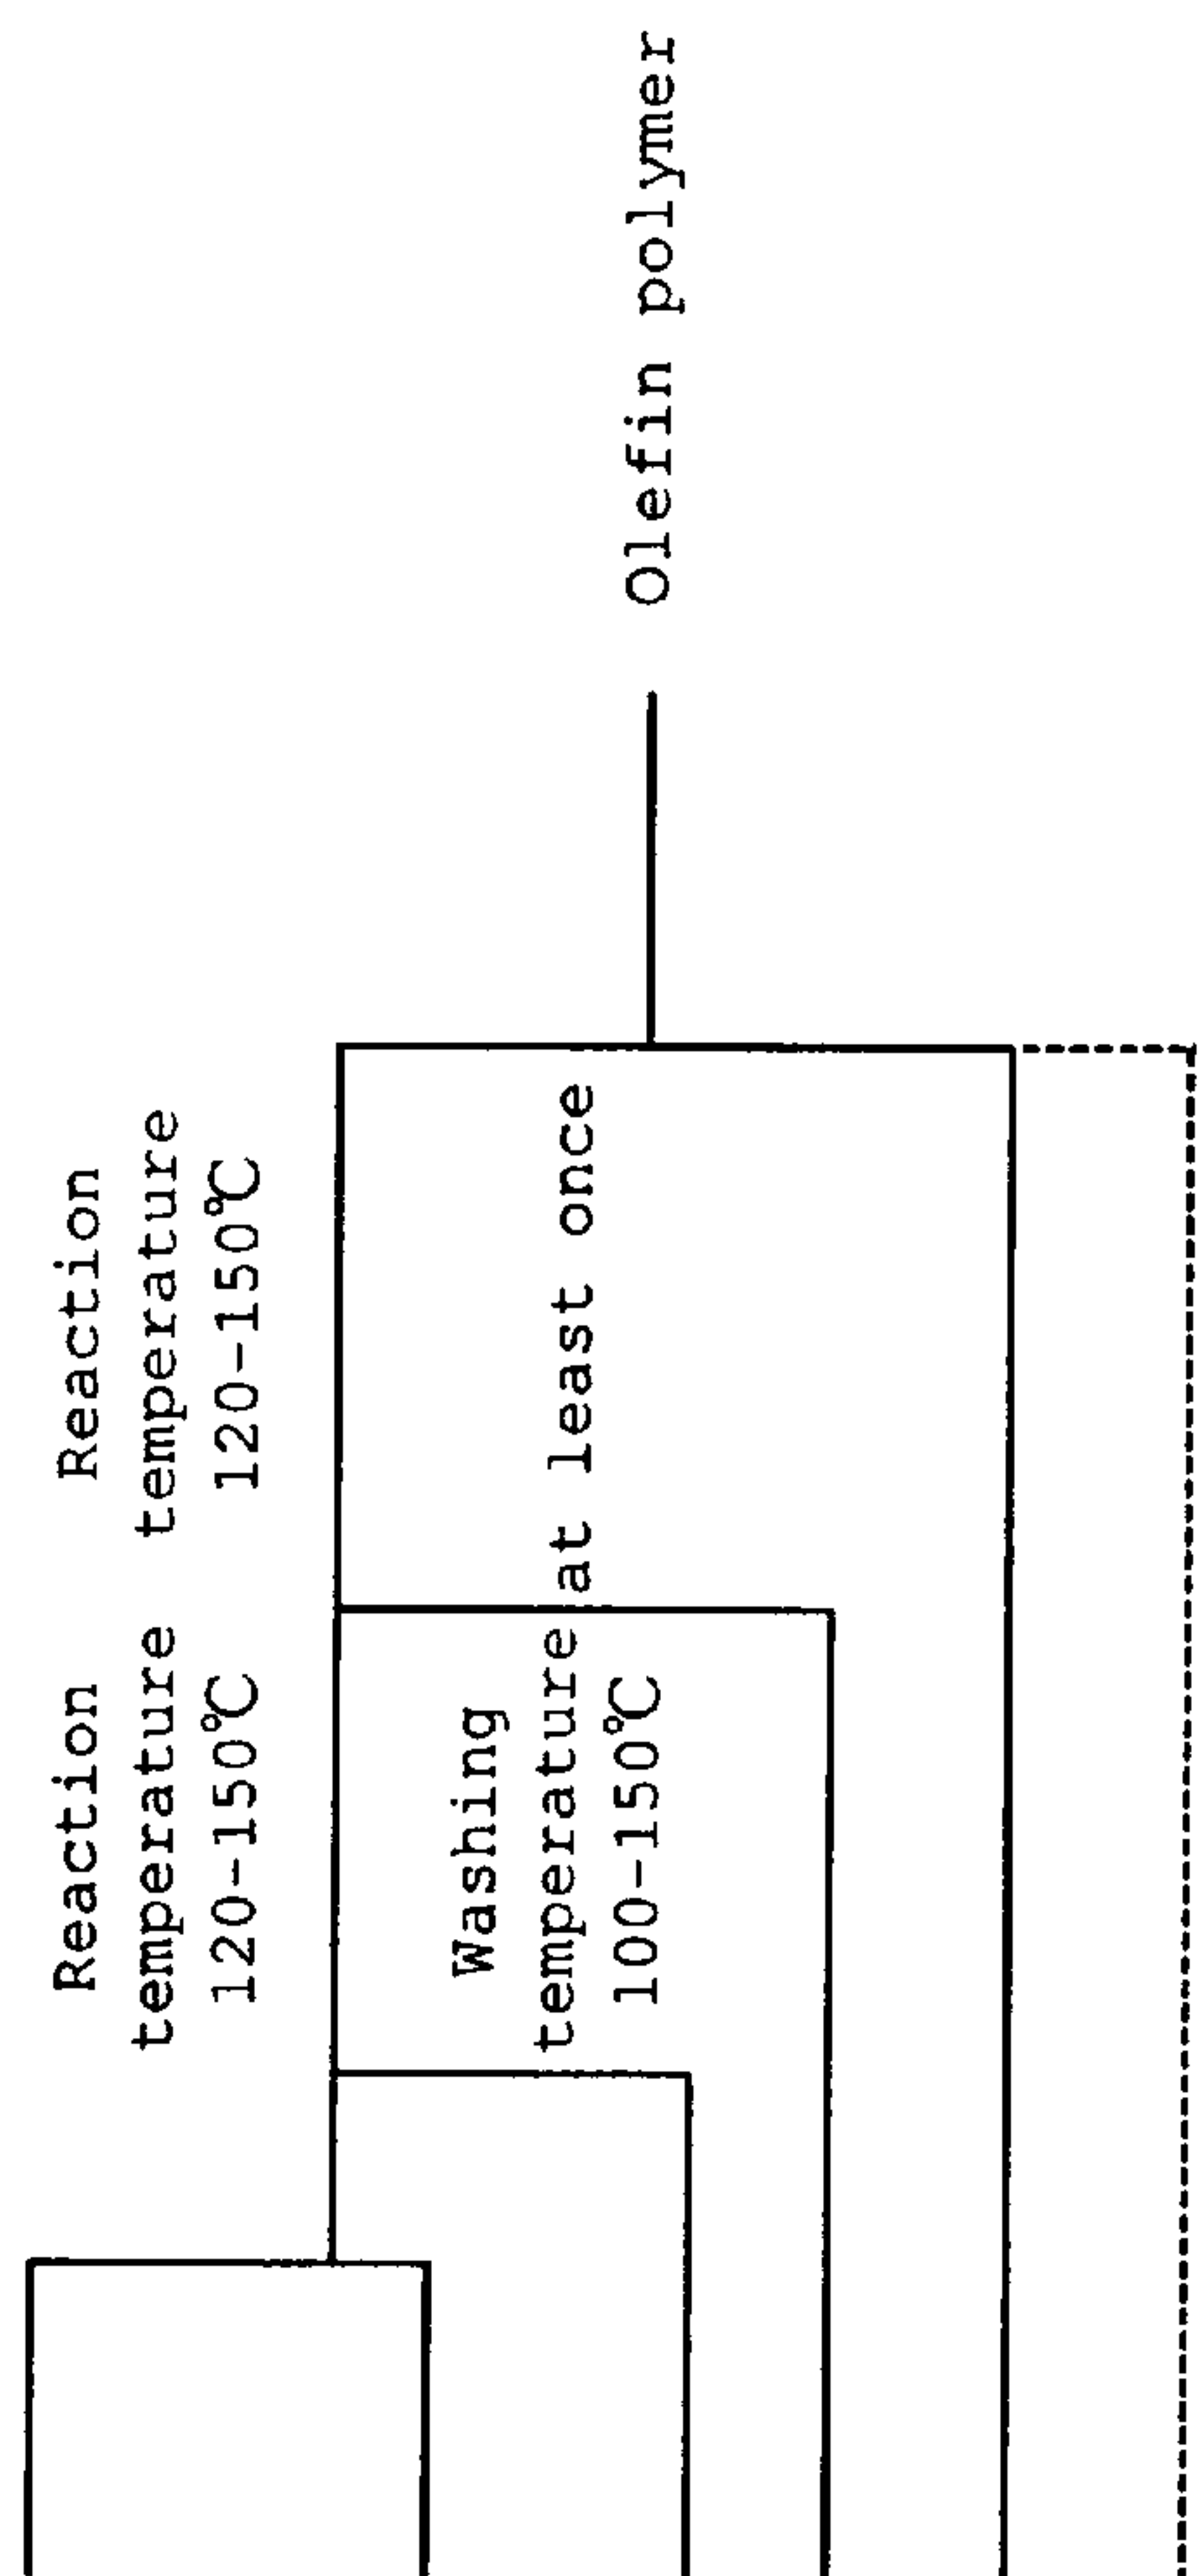 Reaction
temperature
120-150℃
Reaction
temperature
120-150℃
Washing
temperature
100-150℃
at least once
Olefin polymer